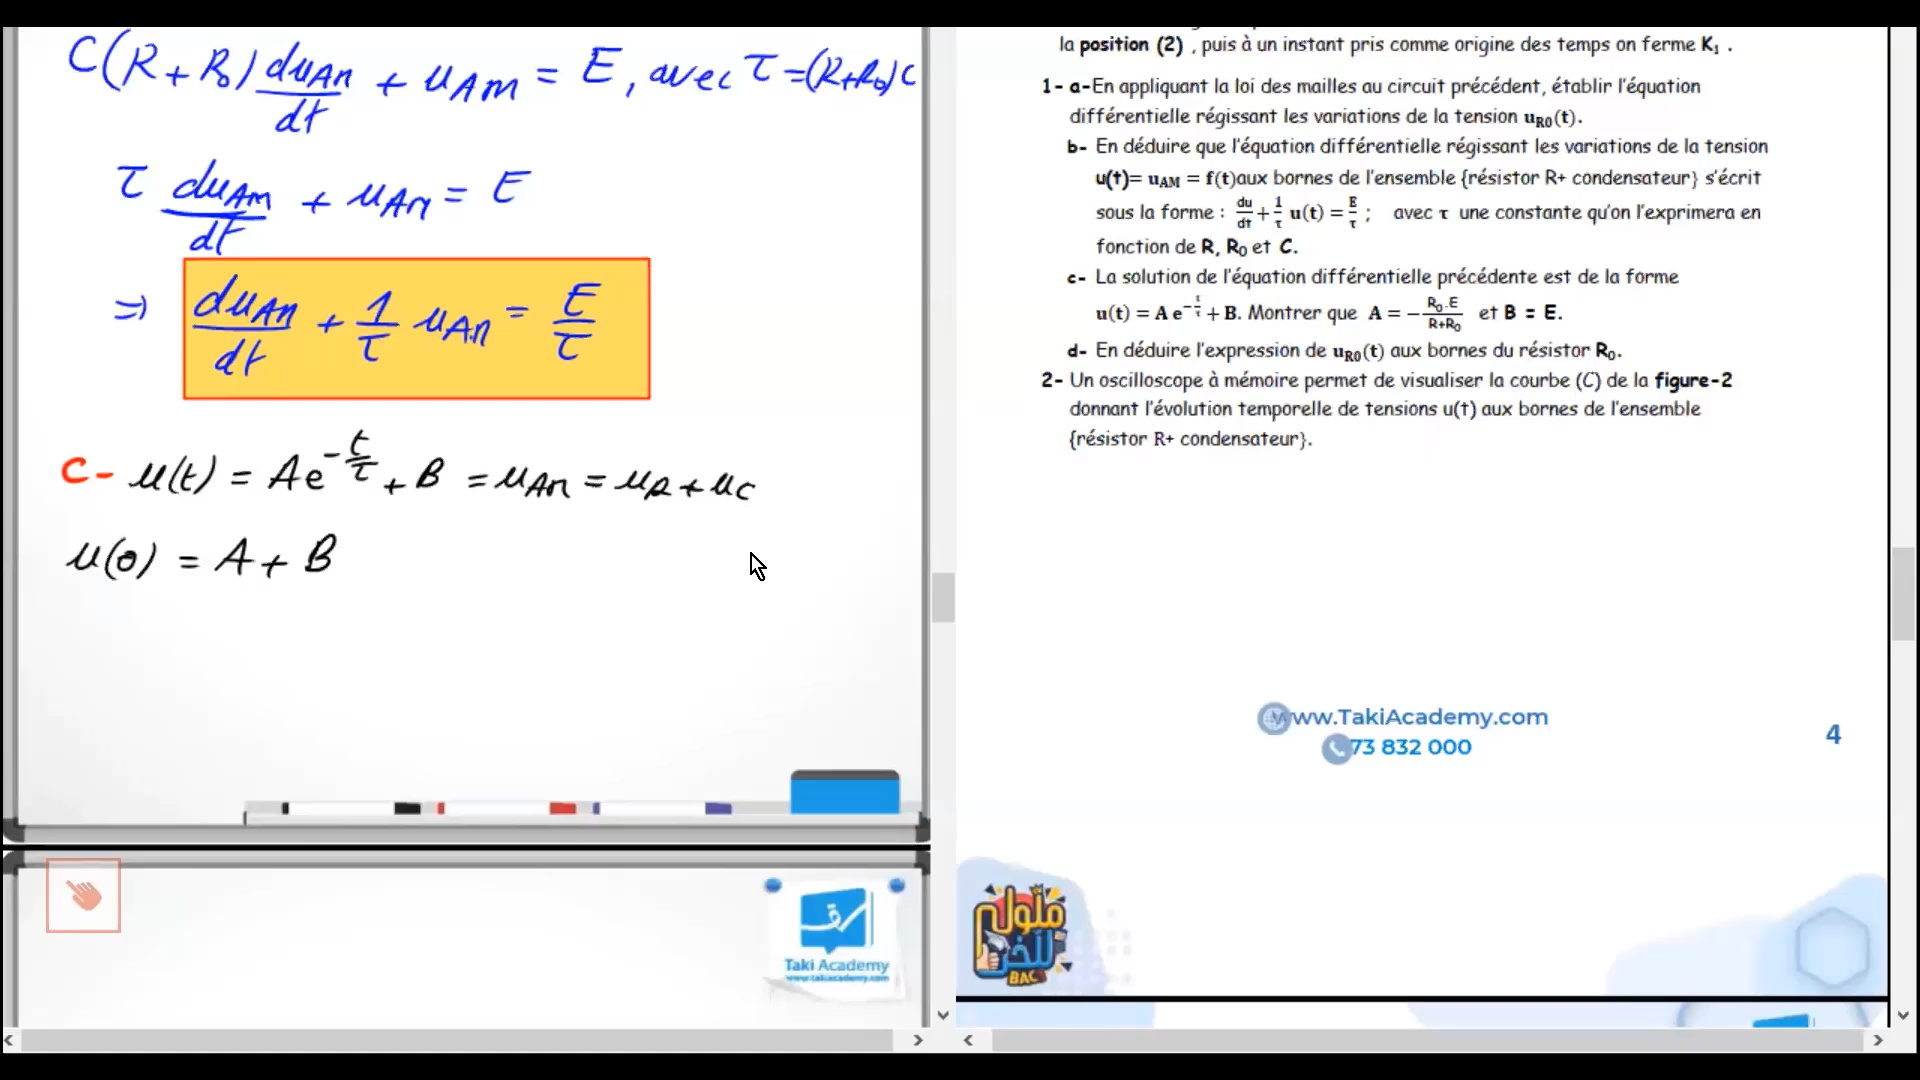 C(R+R₀) du_AM/dt + u_AM = E, avec τ = (R+R₀)C
τ du_AM/dt + u_AM = E
⇒ du_AM/dt + 1/τ u_AM = E/τ
c- u(t) = A e^(-t/τ) + B = u_AM = u_R + u_C
u(0) = A + B
Taki Academy
www.takiacademy.com
la position (2) , puis à un instant pris comme origine des temps on ferme K₁ .
1- a-En appliquant la loi des mailles au circuit précédent, établir l'équation
différentielle régissant les variations de la tension u_R0(t).
b- En déduire que l'équation différentielle régissant les variations de la tension
u(t)= u_AM = f(t)aux bornes de l'ensemble {résistor R+ condensateur} s'écrit
sous la forme : du/dt + 1/τ u(t) = E/τ ; avec τ une constante qu'on l'exprimera en
fonction de R, R₀ et C.
c- La solution de l'équation différentielle précédente est de la forme
u(t) = A e^(-t/τ) + B. Montrer que A = − R₀.E/R+R₀ et B = E.
d- En déduire l'expression de u_R0(t) aux bornes du résistor R₀.
2- Un oscilloscope à mémoire permet de visualiser la courbe (C) de la figure-2
donnant l'évolution temporelle de tensions u(t) aux bornes de l'ensemble
{résistor R+ condensateur}.
www.TakiAcademy.com
73 832 000
4
BAC